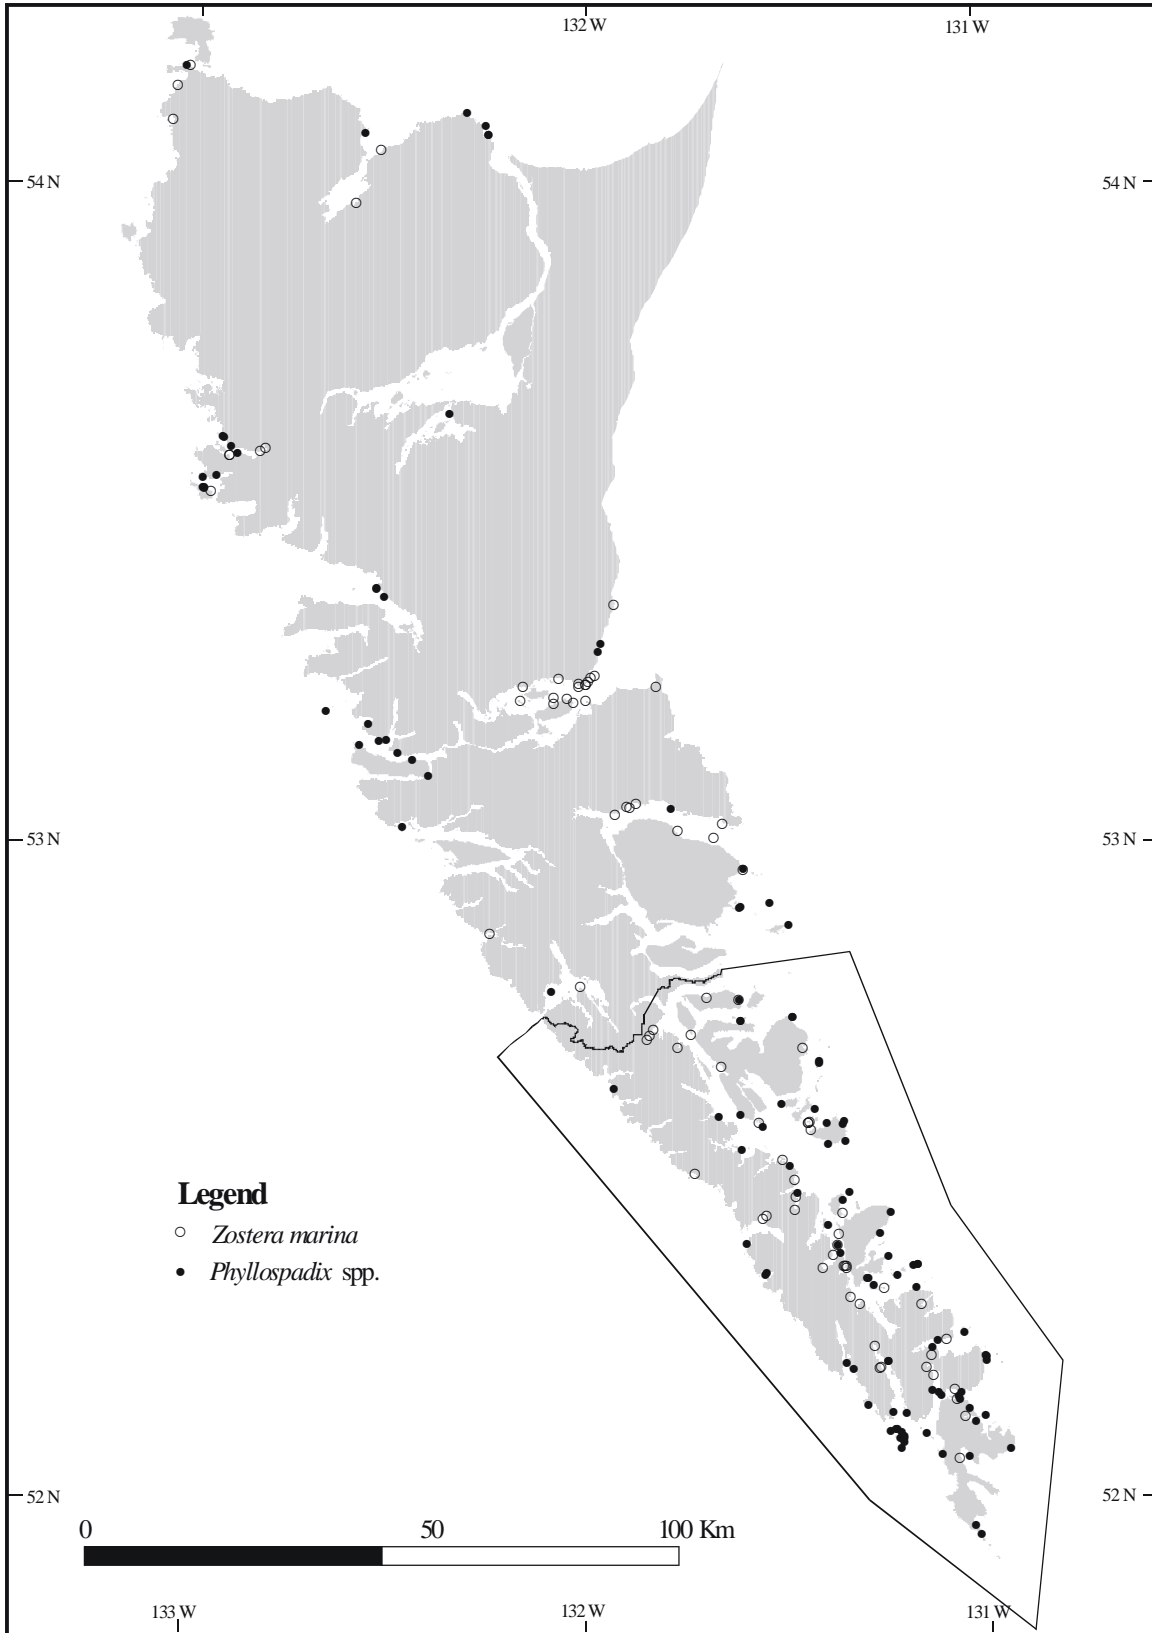 132 W 131 W
54 N 54 N
53 N 53 N
Legend
Zostera marina
Phyllospadix spp.
52 N 52 N
0 50 100 Km
133 W 132 W 131 W